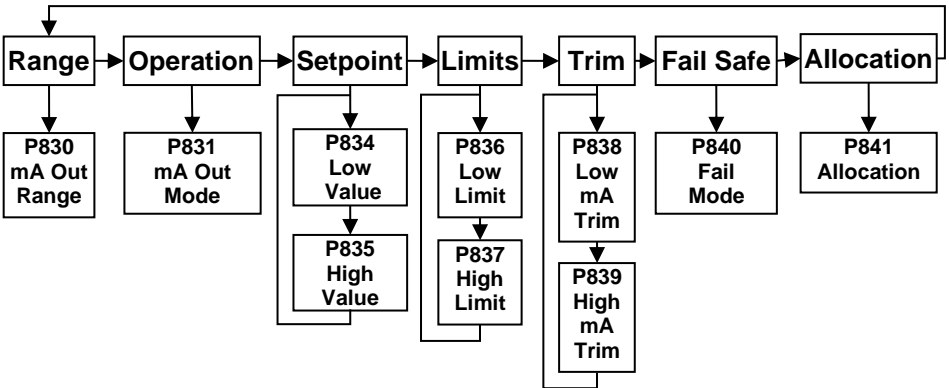 Range
Operation
Setpoint
Limits
Trim
Fail Safe
Allocation
P830
mA Out
Range
P831
mA Out
Mode
P834
Low
Value
P835
High
Value
P836
Low
Limit
P837
High
Limit
P838
Low
mA
Trim
P839
High
mA
Trim
P840
Fail
Mode
P841
Allocation